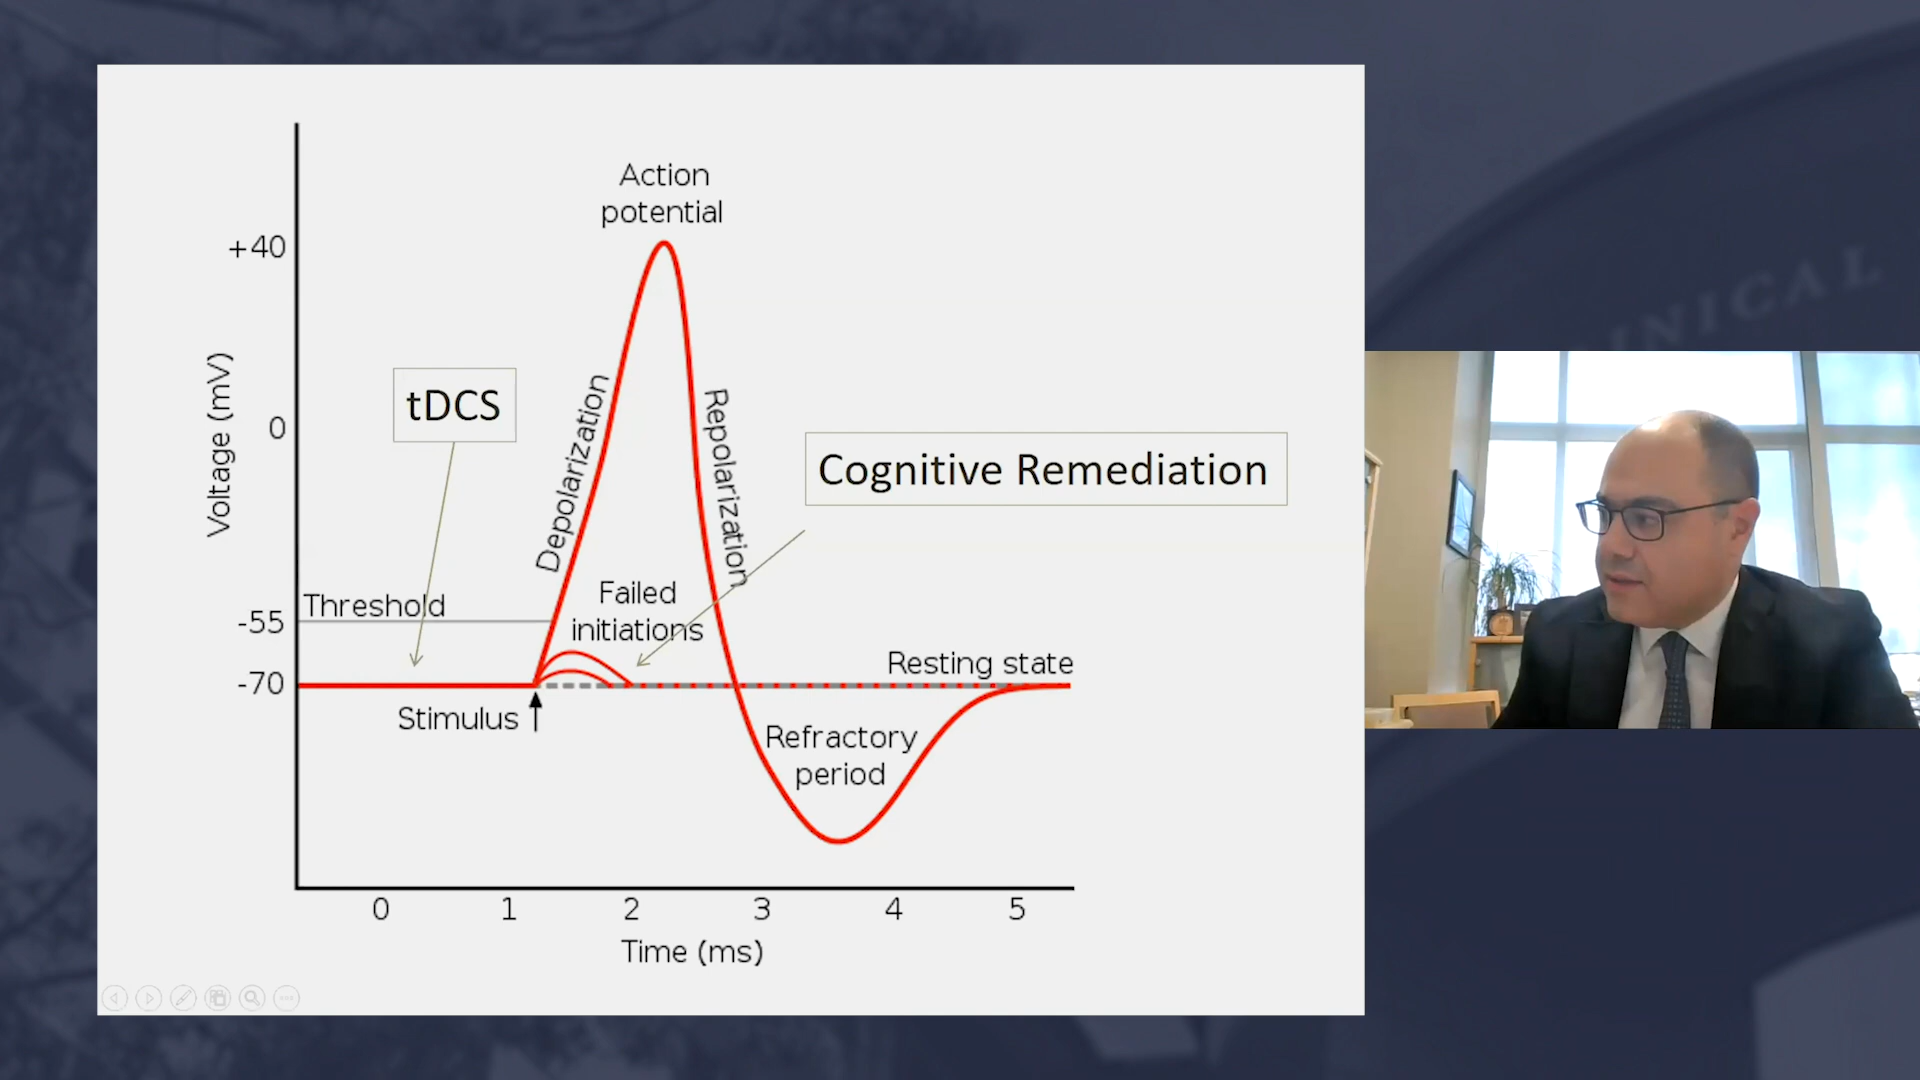 Action
potential
+40
0
-55
-70
Voltage (mV)
tDCS
Depolarization
Repolarization
Cognitive Remediation
Threshold
Failed
initiations
Resting state
Stimulus
Refractory
period
0 1 2 3 4 5
Time (ms)